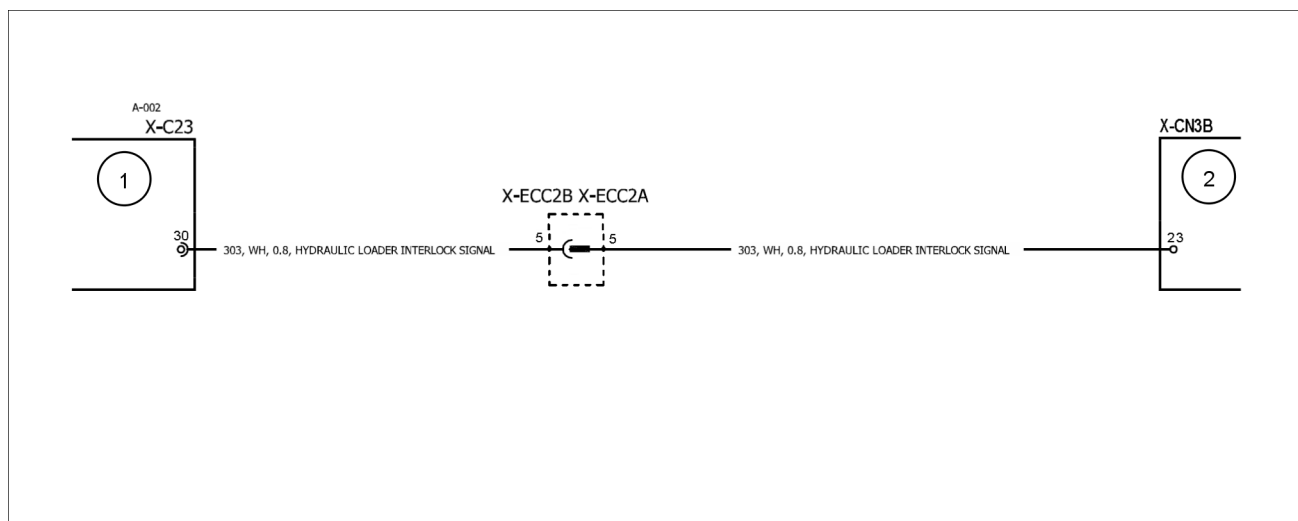 A-002
X-C23
X-CN3B
1
2
X-ECC2B X-ECC2A
30
5
5
23
303, WH, 0.8, HYDRAULIC LOADER INTERLOCK SIGNAL
303, WH, 0.8, HYDRAULIC LOADER INTERLOCK SIGNAL